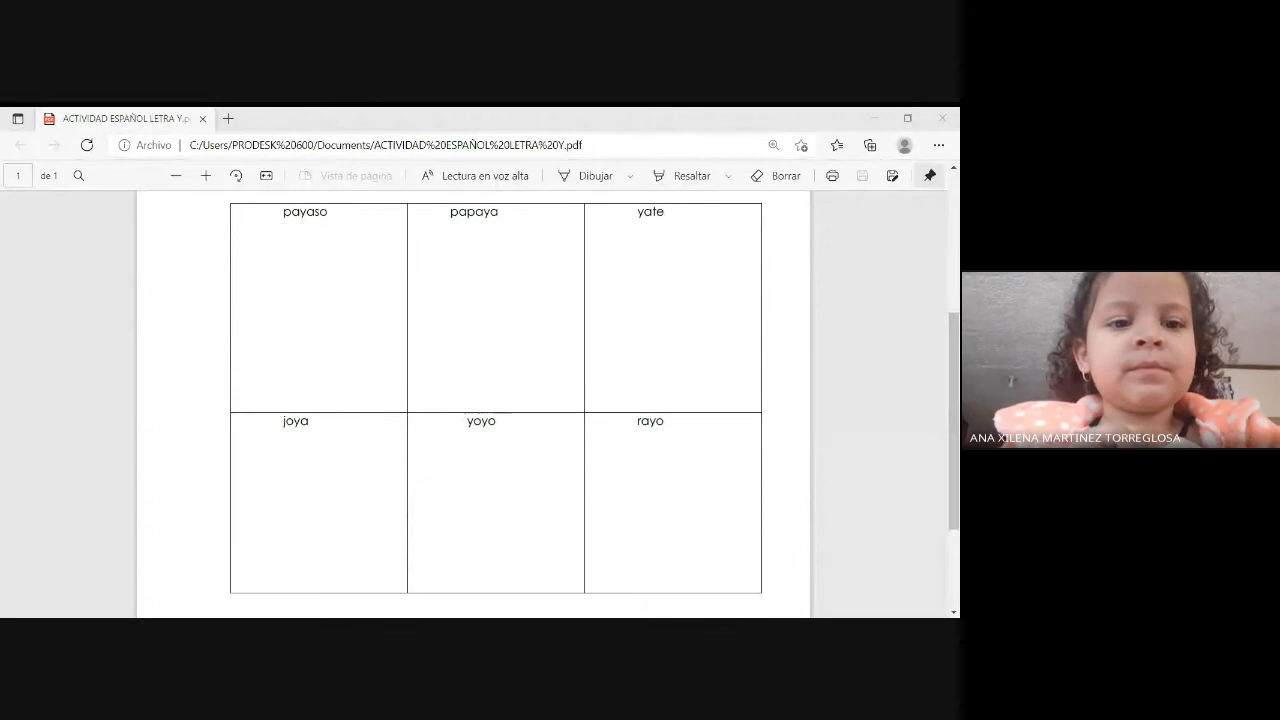 ACTIVIDAD ESPAÑOL LETRA Y.p
Archivo C:/Users/PRODESK%20600/Documents/ACTIVIDAD%20ESPAÑOL%20LETRA%20Y.pdf
1 de 1 Vista de página Lectura en voz alta Dibujar Resaltar Borrar
payaso papaya yate
joya yoyo rayo
ANA XILENA MARTINEZ TORREGLOSA